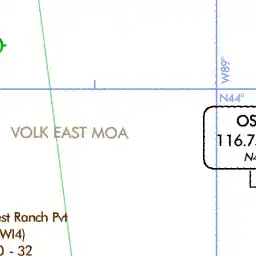 W89°
N44°
OS
116.7
VOLK EAST MOA
N4
est Ranch Pvt
(WI4)
0 - 32